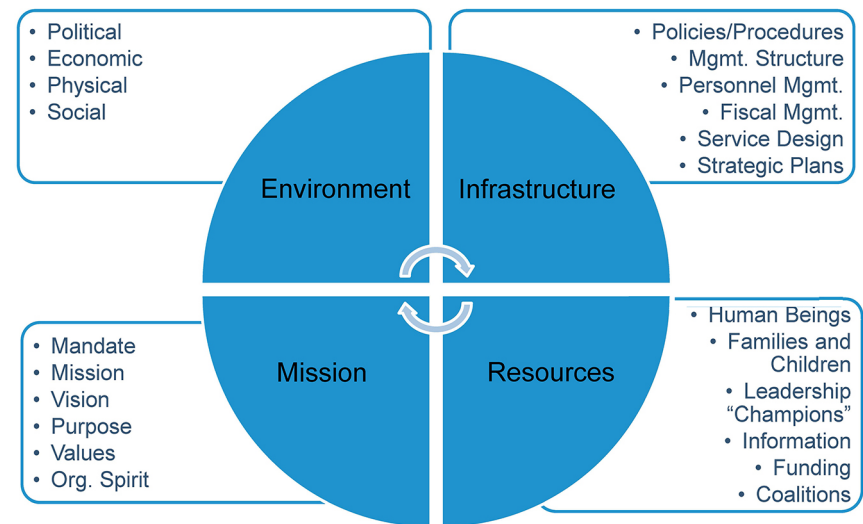 • Political
• Economic
• Physical
• Social
• Policies/Procedures
• Mgmt. Structure
• Personnel Mgmt.
• Fiscal Mgmt.
• Service Design
• Strategic Plans
Environment
Infrastructure
Mission
Resources
• Mandate
• Mission
• Vision
• Purpose
• Values
• Org. Spirit
• Human Beings
• Families and
Children
• Leadership
“Champions”
• Information
• Funding
• Coalitions